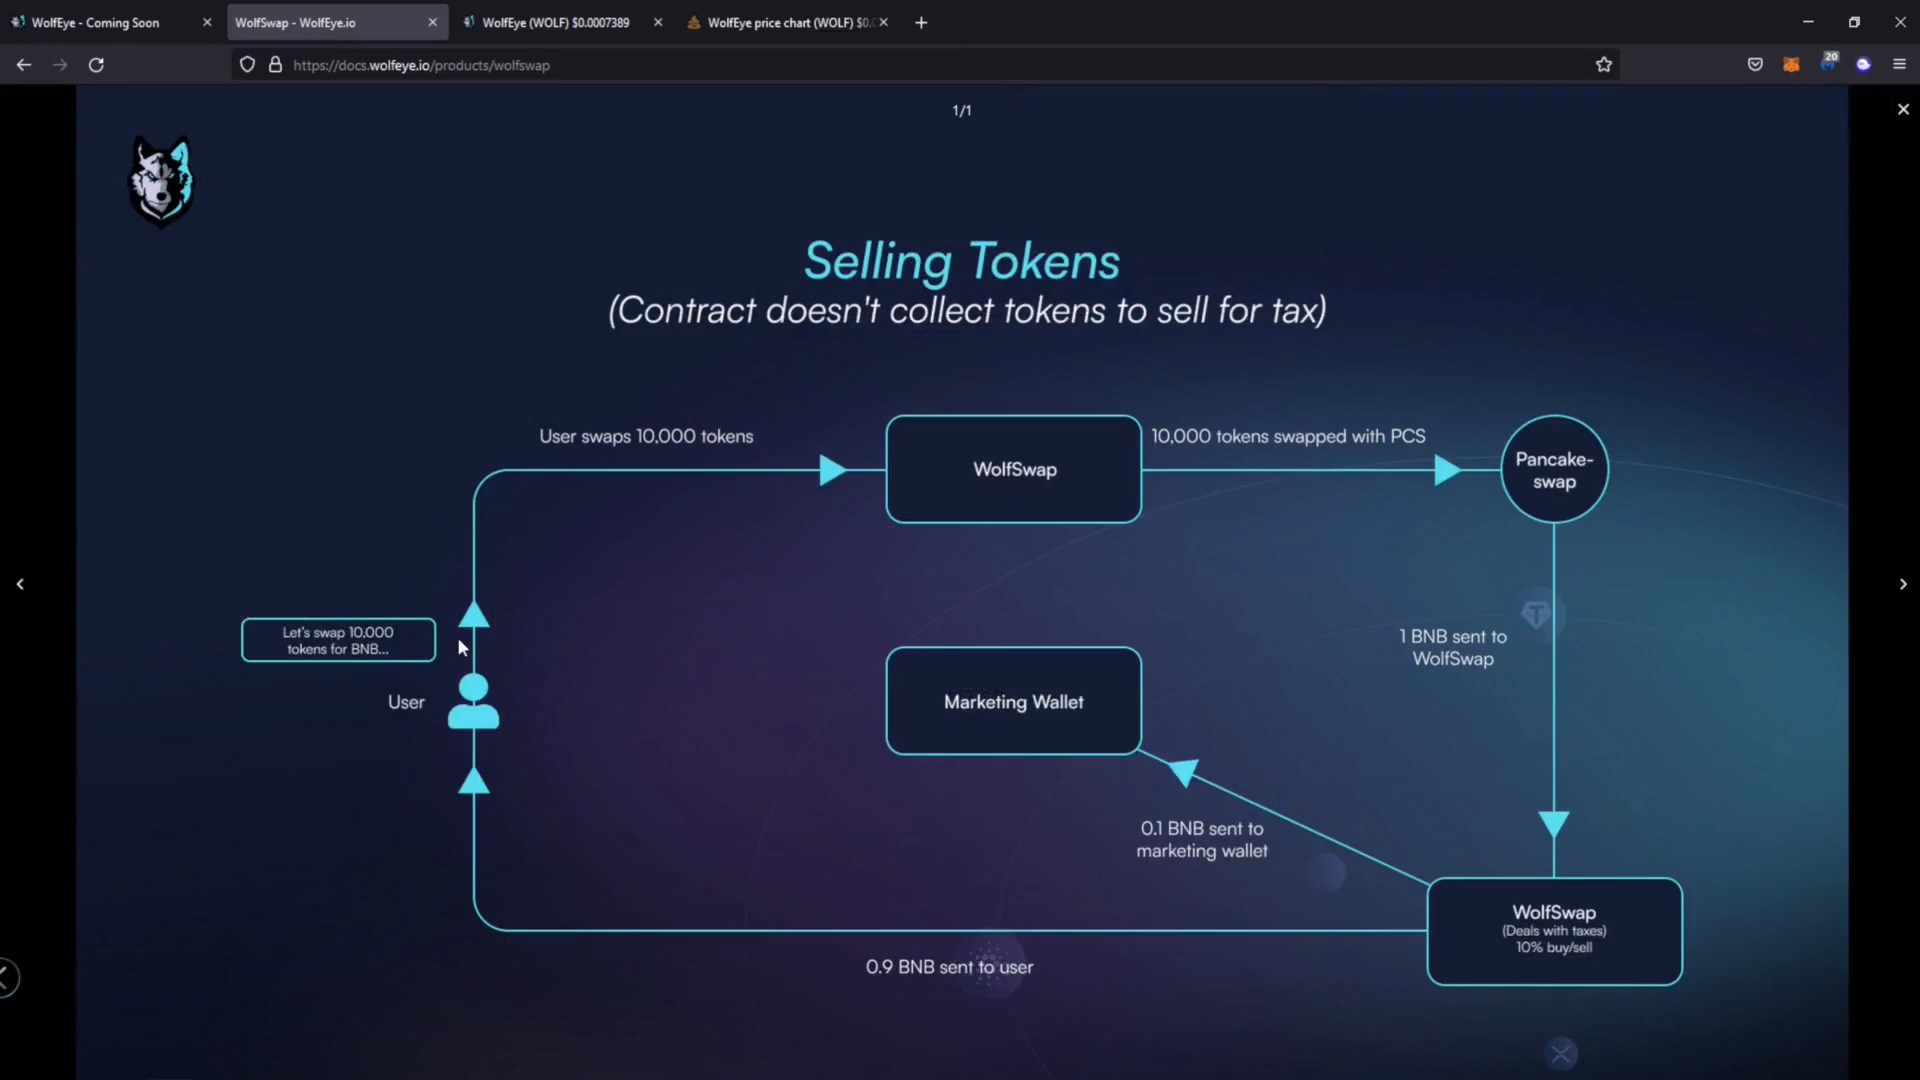 WolfEye - Coming Soon
WolfSwap - WolfEye.io
WolfEye (WOLF) $0.0007389
WolfEye price chart (WOLF) $0.
https://docs.wolfeye.io/products/wolfswap
20
1/1
Selling Tokens
(Contract doesn't collect tokens to sell for tax)
User swaps 10,000 tokens
WolfSwap
10,000 tokens swapped with PCS
Pancake-
swap
Let's swap 10,000
tokens for BNB...
User
1 BNB sent to
WolfSwap
Marketing Wallet
0.1 BNB sent to
marketing wallet
WolfSwap
(Deals with taxes)
10% buy/sell
0.9 BNB sent to user